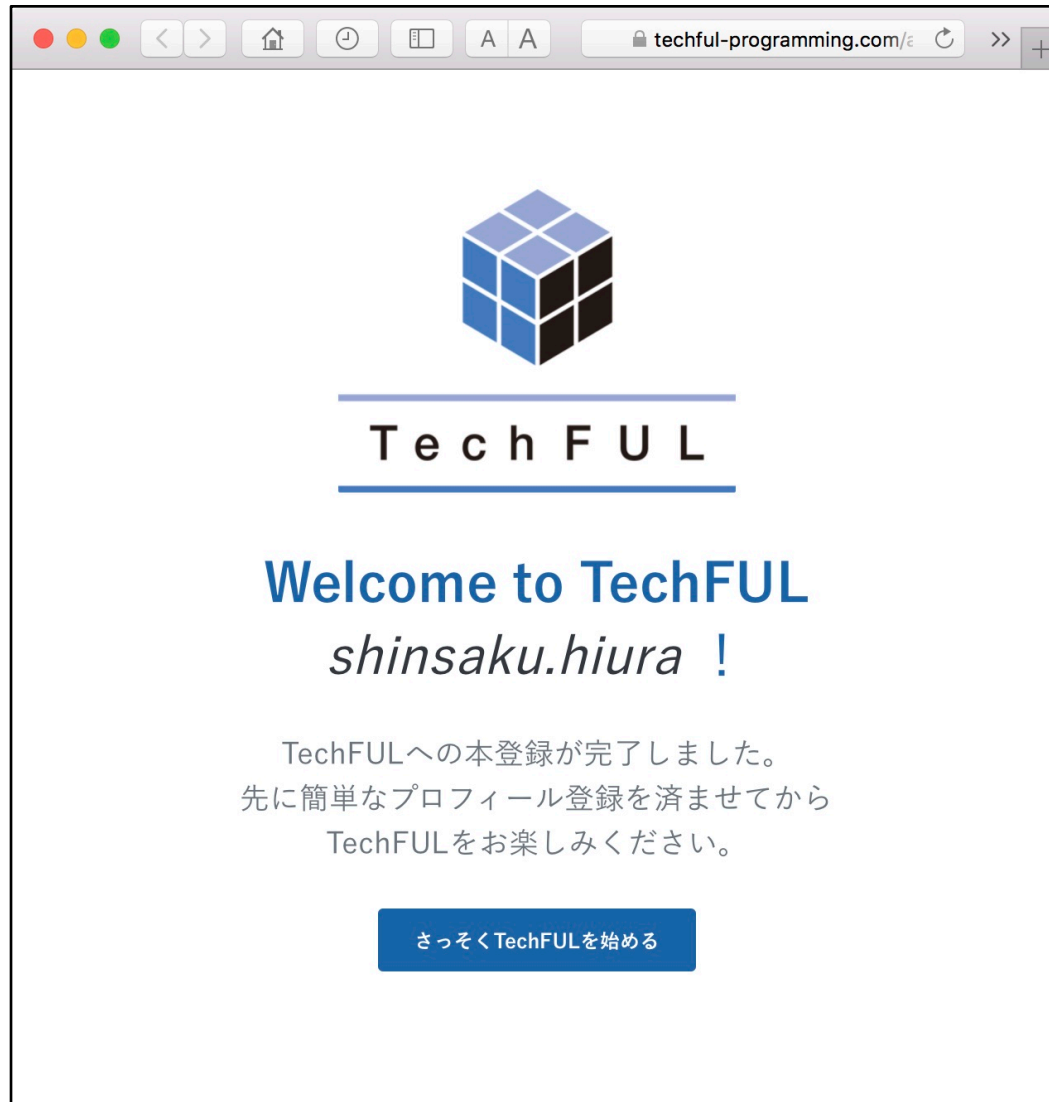 A A
techful-programming.com/a
TechFUL
Welcome to TechFUL
shinsaku.hiura !
TechFULへの本登録が完了しました。
先に簡単なプロフィール登録を済ませてから
TechFULをお楽しみください。
さっそくTechFULを始める